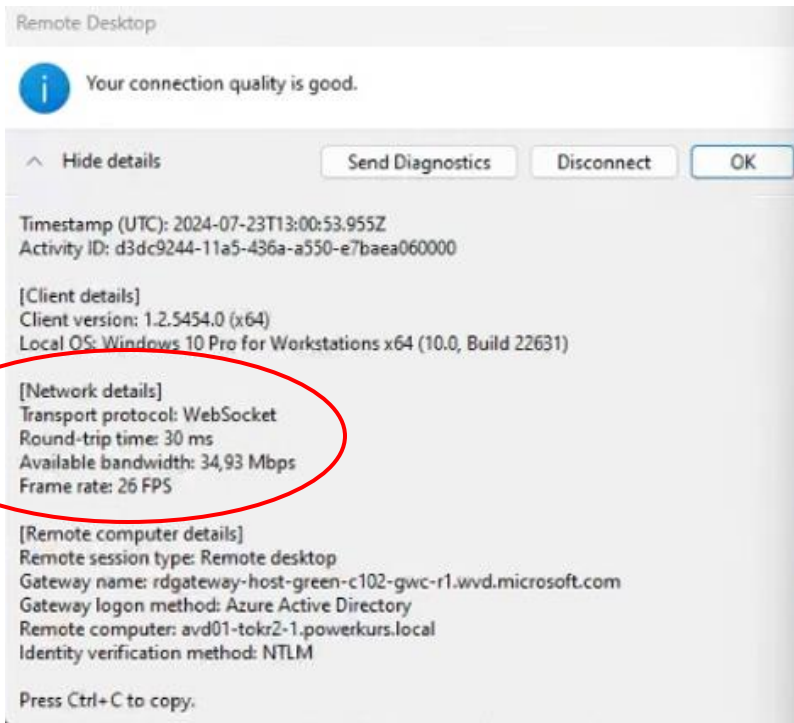 Remote Desktop
Your connection quality is good.
Hide details
Send Diagnostics
Disconnect
OK
Timestamp (UTC): 2024-07-23T13:00:53.955Z
Activity ID: d3dc9244-11a5-436a-a550-e7baea060000
[Client details]
Client version: 1.2.5454.0 (x64)
Local OS: Windows 10 Pro for Workstations x64 (10.0, Build 22631)
[Network details]
Transport protocol: WebSocket
Round-trip time: 30 ms
Available bandwidth: 34,93 Mbps
Frame rate: 26 FPS
[Remote computer details]
Remote session type: Remote desktop
Gateway name: rdgateway-host-green-c102-gwc-r1.wvd.microsoft.com
Gateway logon method: Azure Active Directory
Remote computer: avd01-tokr2-1.powerkurs.local
Identity verification method: NTLM
Press Ctrl+C to copy.